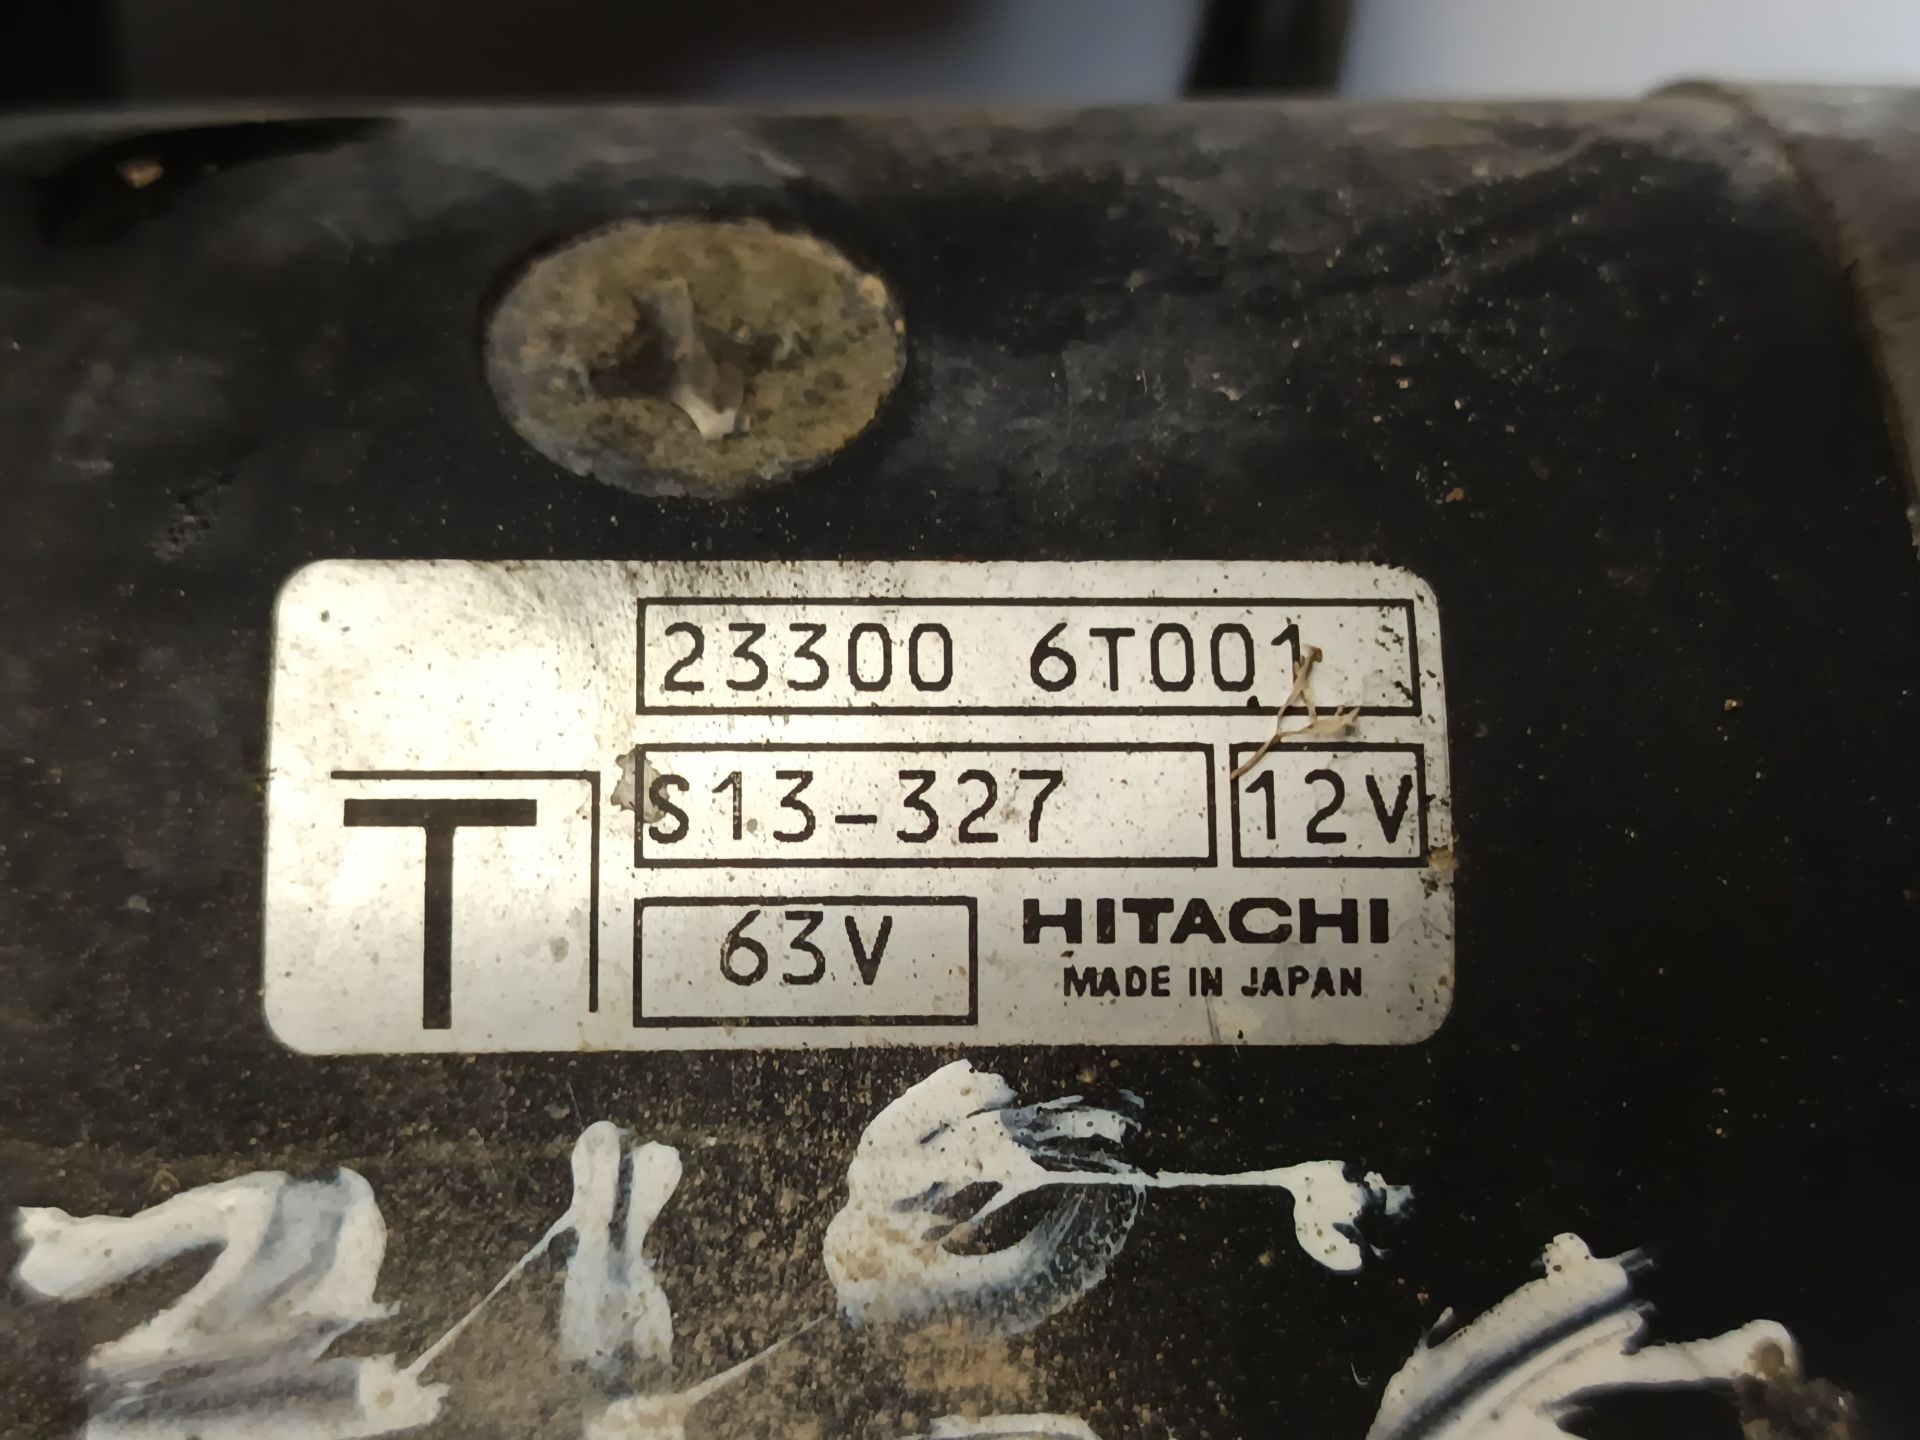 23300 6T001
S13-327 12V
T
63V HITACHI
MADE IN JAPAN